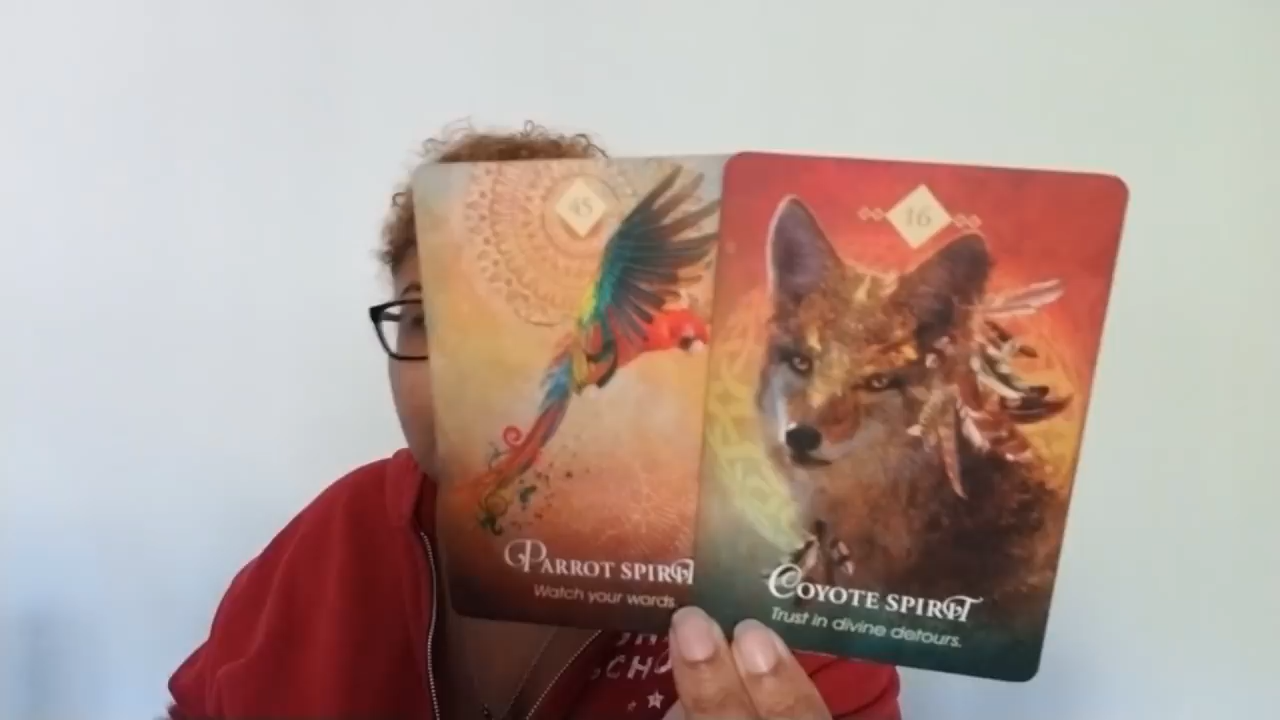 45
PARROT SPIRIT
Watch your words.
16
COYOTE SPIRIT
Trust in divine detours.